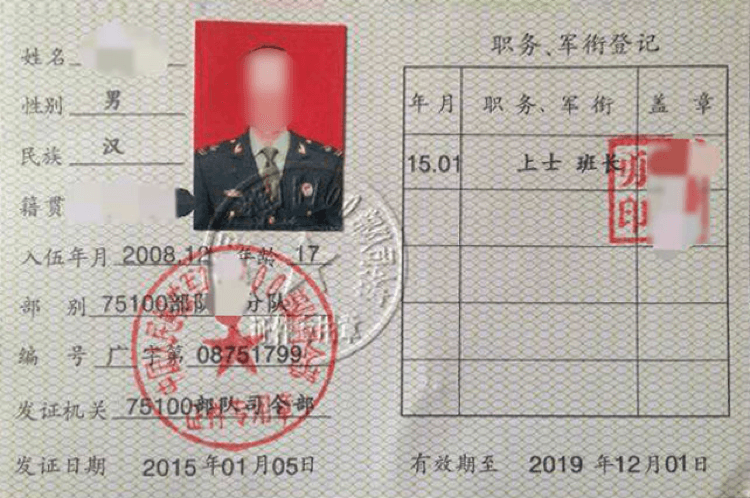 姓名
性别 男
民族 汉
籍贯
入伍年月 2008.12 年龄 17
部别 75100部队 分队
编号 广字第 08751799
发证机关 75100部队司令部
发证日期 2015年01月05日
职务、军衔登记
年月 职务、军衔 盖章
15.01 上士 班长
印
有效期至 2019年12月01日